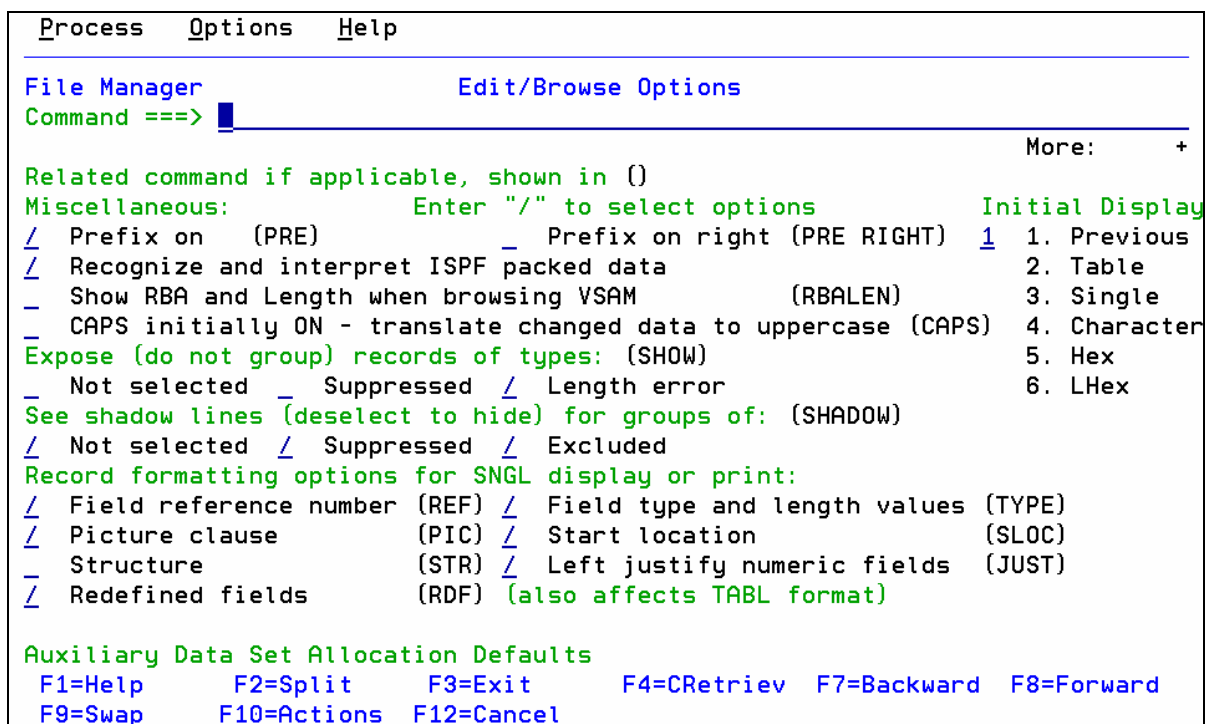 Process Options Help
File Manager Edit/Browse Options
Command ===>
More: +
Related command if applicable, shown in ()
Miscellaneous: Enter "/" to select options Initial Display
/ Prefix on (PRE) _ Prefix on right (PRE RIGHT) 1 1. Previous
/ Recognize and interpret ISPF packed data 2. Table
_ Show RBA and Length when browsing VSAM (RBALEN) 3. Single
_ CAPS initially ON - translate changed data to uppercase (CAPS) 4. Character
Expose (do not group) records of types: (SHOW) 5. Hex
_ Not selected _ Suppressed / Length error 6. LHex
See shadow lines (deselect to hide) for groups of: (SHADOW)
/ Not selected / Suppressed / Excluded
Record formatting options for SNGL display or print:
/ Field reference number (REF) / Field type and length values (TYPE)
/ Picture clause (PIC) / Start location (SLOC)
_ Structure (STR) / Left justify numeric fields (JUST)
/ Redefined fields (RDF) (also affects TABL format)
Auxiliary Data Set Allocation Defaults
F1=Help F2=Split F3=Exit F4=CRetriev F7=Backward F8=Forward
F9=Swap F10=Actions F12=Cancel